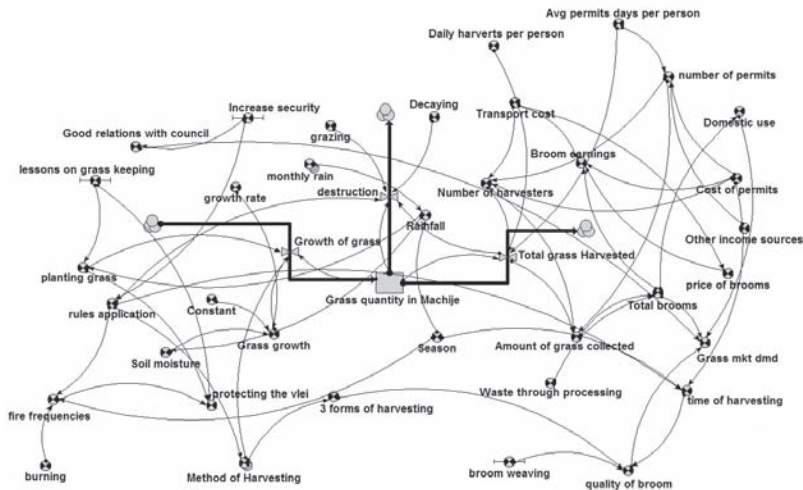 Avg permits days per person
Daily harverts per person
number of permits
Increase security
Decaying
Transport cost
Domestic use
Good relations with council
grazing
Broom earnings
lessons on grass keeping
monthly rain
growth rate
destruction
Number of harvesters
Cost of permits
Rainfall
Other income sources
Growth of grass
Total grass Harvested
planting grass
price of brooms
Grass quantity in Machije
rules application
Constant
Total brooms
Soil moisture
Grass growth
Season
Amount of grass collected
Grass mkt dmd
Waste through processing
protecting the vlei
3 forms of harvesting
time of harvesting
fire frequencies
burning
Method of Harvesting
broom weaving
quality of broom